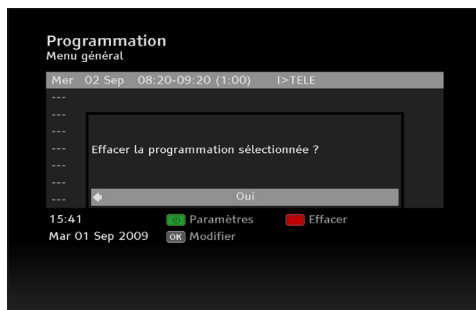 Programmation
Menu général
Mer 02 Sep 08:20-09:20 (1:00) I>TELE
---
---
---
--- Effacer la programmation sélectionnée ?
---
---
--- Oui
15:41 Paramètres Effacer
Mar 01 Sep 2009 OK Modifier